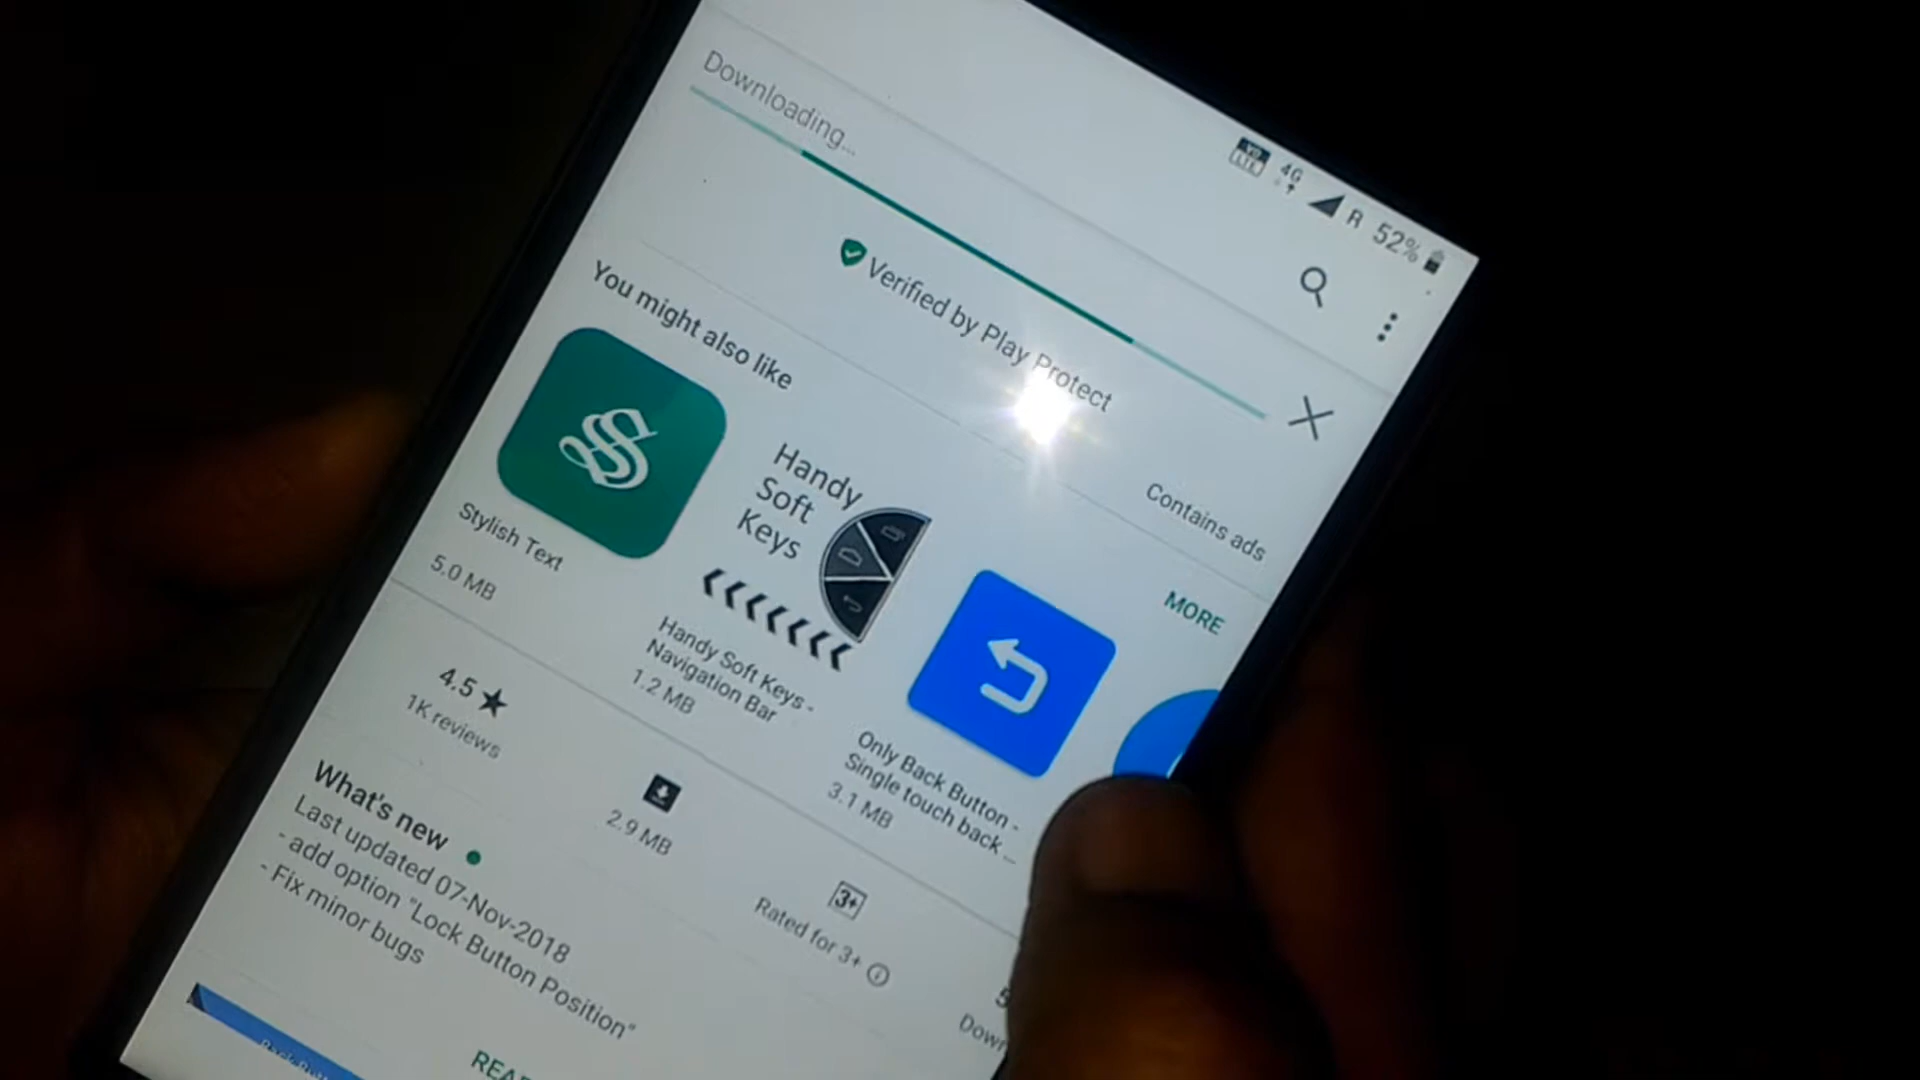 VO
LTE
4G
R
52%
Downloading...
Verified by Play Protect
Contains ads
You might also like
MORE
Handy
Soft
Keys
Stylish Text
5.0 MB
Handy Soft Keys -
Navigation Bar
1.2 MB
Only Back Button -
Single touch back ...
3.1 MB
4.5
1K reviews
2.9 MB
3+
Rated for 3+
What's new
Last updated 07-Nov-2018
- add option "Lock Button Position"
- Fix minor bugs